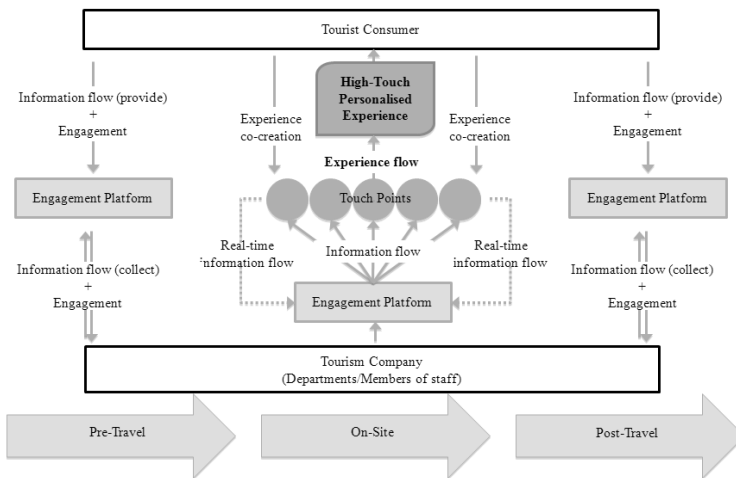 Tourist Consumer
Information flow (provide)
+
Engagement
Engagement Platform
Information flow (collect)
+
Engagement
High-Touch
Personalised
Experience
Experience
co-creation
Experience
co-creation
Experience flow
Touch Points
Real-time
information flow
Information flow
Real-time
information flow
Engagement Platform
Information flow (provide)
+
Engagement
Engagement Platform
Information flow (collect)
+
Engagement
Tourism Company
(Departments/Members of staff)
Pre-Travel
On-Site
Post-Travel